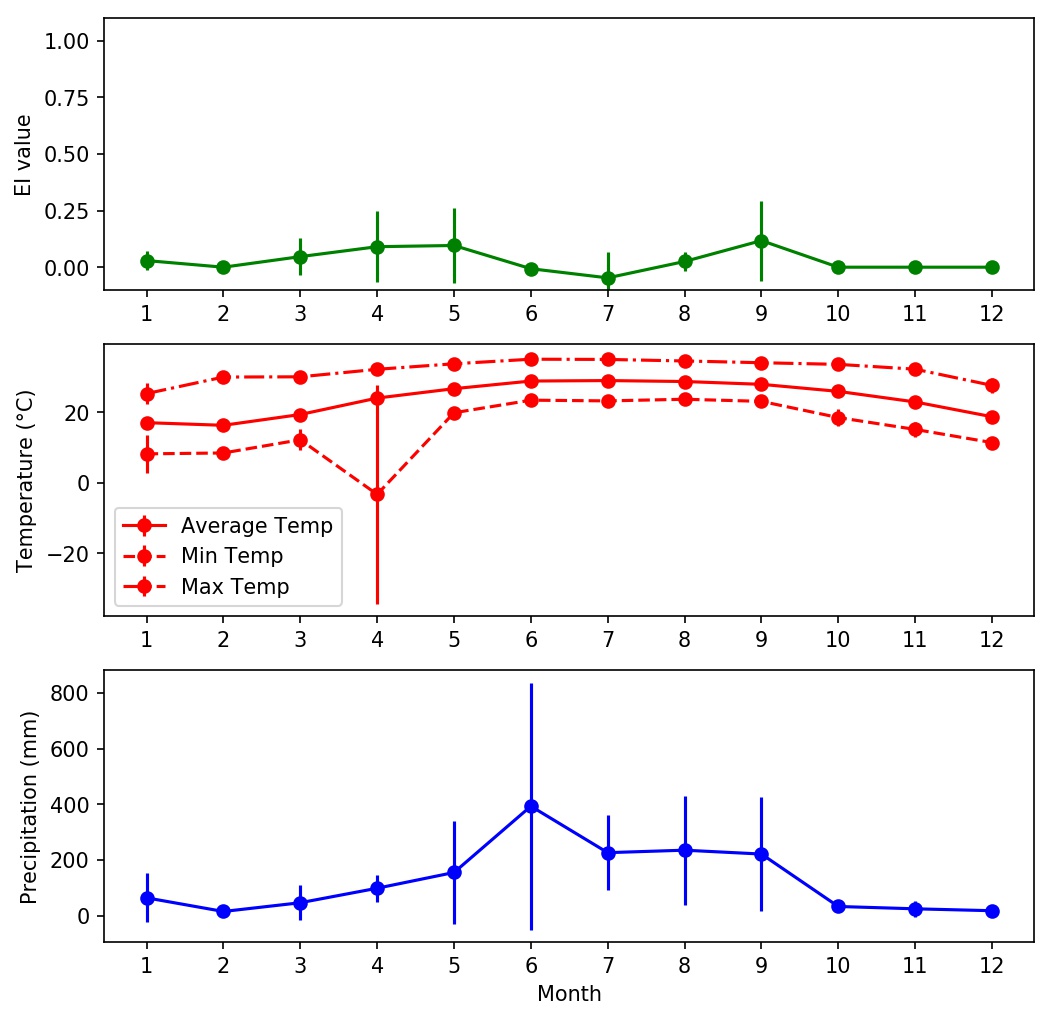 1.00
0.75
0.50
0.25
0.00
EI value
1 2 3 4 5 6 7 8 9 10 11 12
20
0
−20
Temperature (°C)
Average Temp
Min Temp
Max Temp
1 2 3 4 5 6 7 8 9 10 11 12
800
600
400
200
0
Precipitation (mm)
1 2 3 4 5 6 7 8 9 10 11 12
Month